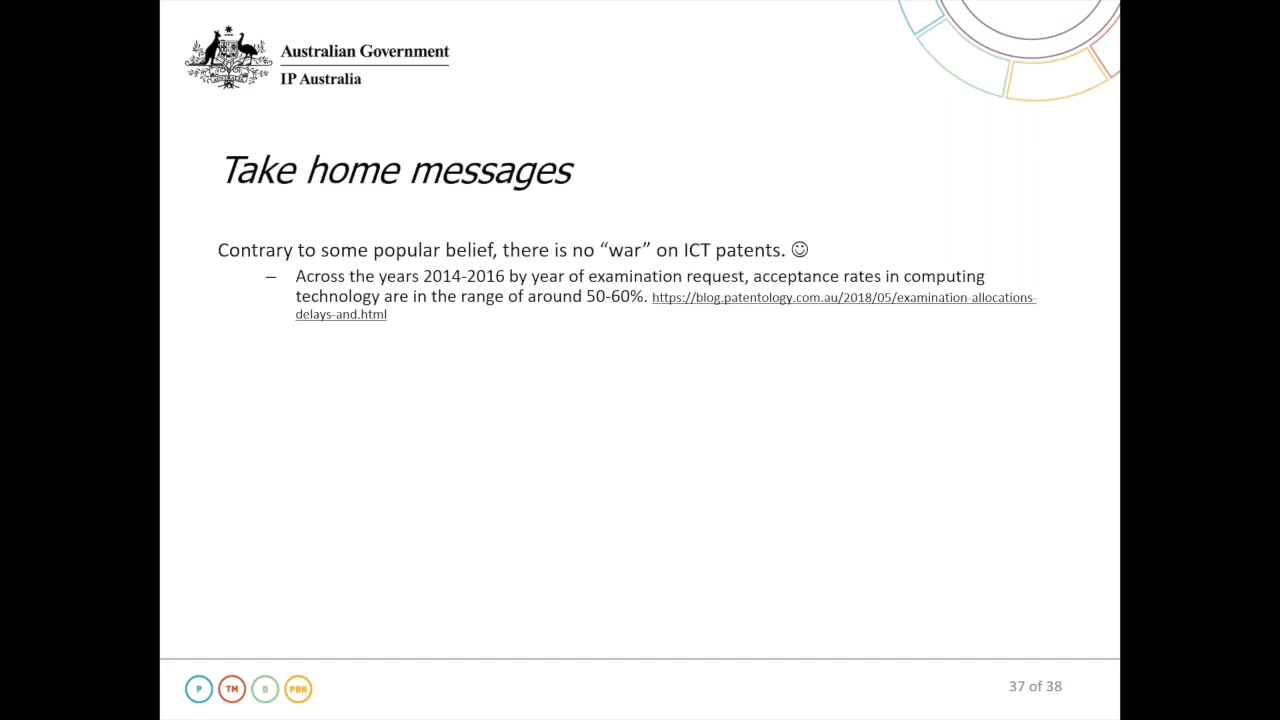 Australian Government
IP Australia
Take home messages
Contrary to some popular belief, there is no “war” on ICT patents. ☺
– Across the years 2014-2016 by year of examination request, acceptance rates in computing
technology are in the range of around 50-60%. https://blog.patentology.com.au/2018/05/examination-allocations-
delays-and.html
P TM D PBR
37 of 38